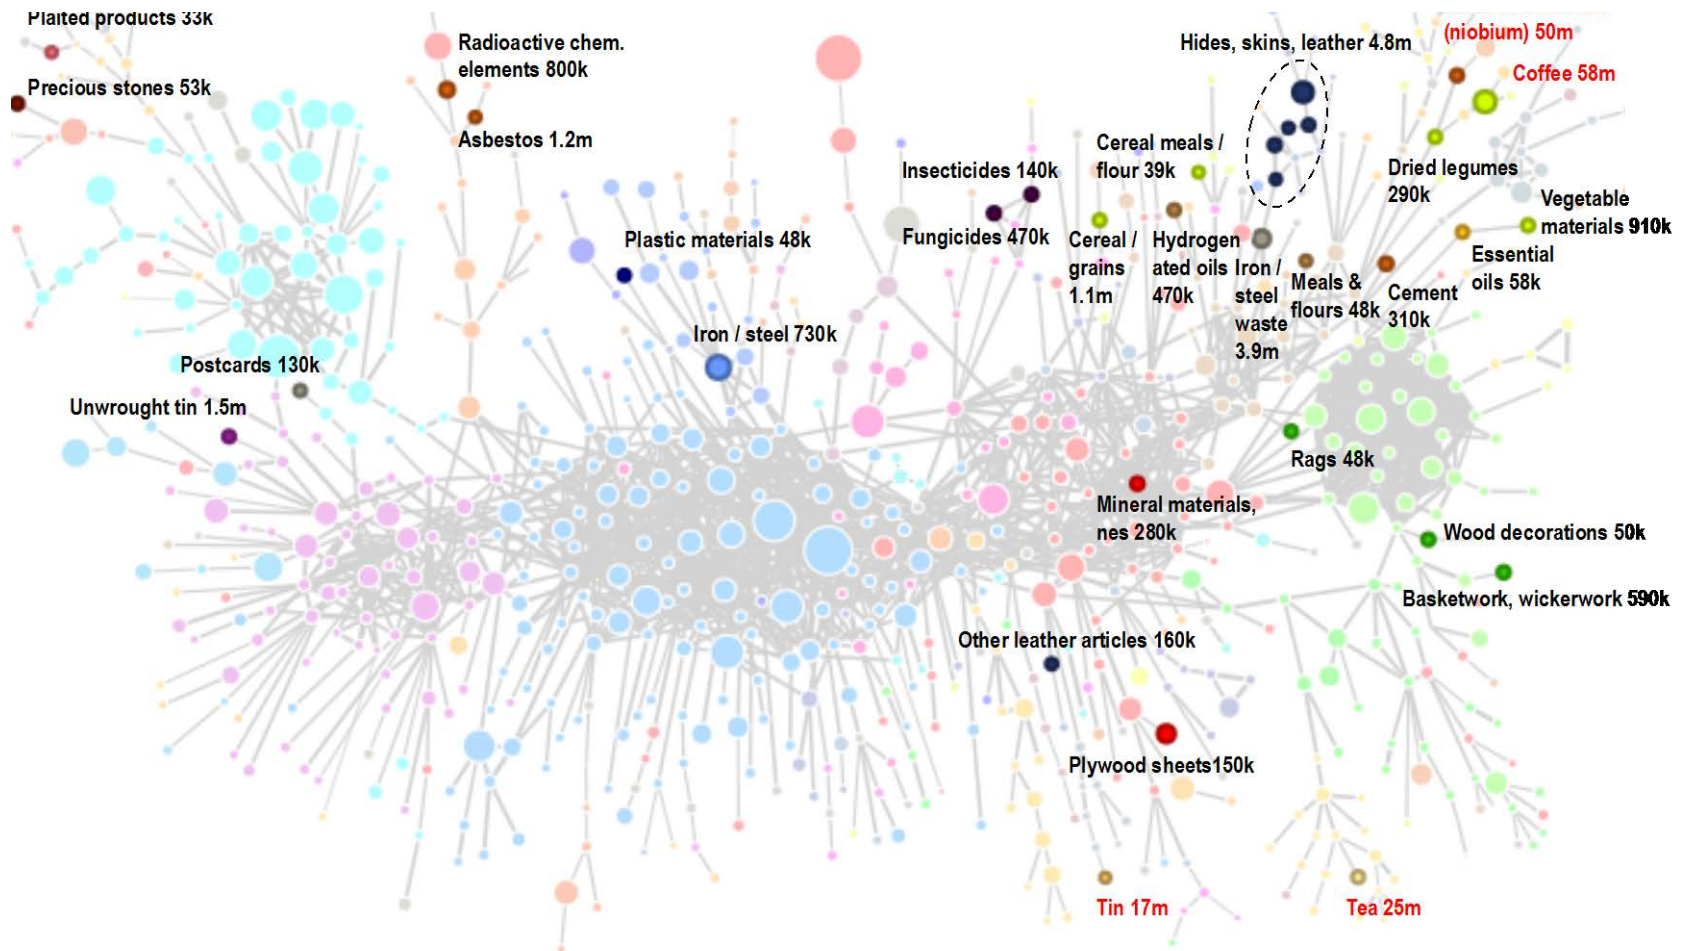 Plaited products 33k
Radioactive chem.
elements 800k
Hides, skins, leather 4.8m
(niobium) 50m
Coffee 58m
Precious stones 53k
Asbestos 1.2m
Insecticides 140k
Cereal meals /
flour 39k
Dried legumes
290k
Vegetable
materials 910k
Plastic materials 48k
Fungicides 470k
Cereal /
grains
1.1m
Hydrogen
ated oils
470k
Iron /
steel
waste
3.9m
Meals &
flours 48k
Essential
oils 58k
Cement
310k
Iron / steel 730k
Postcards 130k
Unwrought tin 1.5m
Rags 48k
Mineral materials,
nes 280k
Wood decorations 50k
Basketwork, wickerwork 590k
Other leather articles 160k
Plywood sheets150k
Tin 17m
Tea 25m